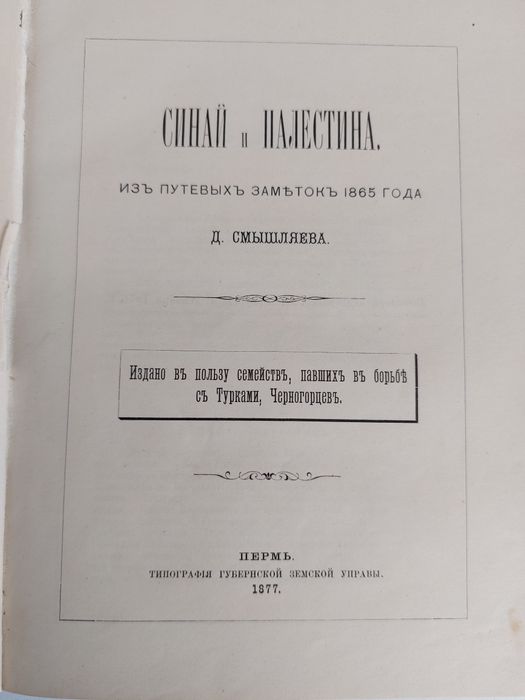 СИНАЙ и ПАЛЕСТИНА.
ИЗЪ ПУТЕВЫХЪ ЗАМѢТОКЪ 1865 ГОДА
Д. СМЫШЛЯЕВА.
Издано въ пользу семействъ, павшихъ въ борьбѣ
съ Турками, Черногорцевъ.
ПЕРМЬ.
ТИПОГРАФІЯ ГУБЕРНСКОЙ ЗЕМСКОЙ УПРАВЫ.
1877.